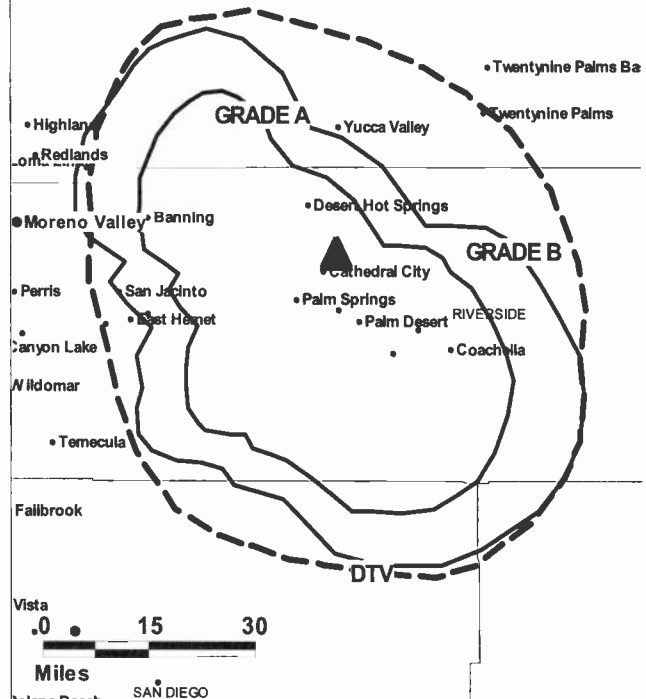 Twentynine Palms Ba
GRADE A
Twentynine Palms
Highlan
Yucca Valley
Redlands
Desert Hot Springs
Moreno Valley
Banning
GRADE B
Cathedral City
Perris
San Jacinto
Palm Springs
RIVERSIDE
East Hemet
Palm Desert
Canyon Lake
Coachella
Wildomar
Temecula
Fallbrook
DTV
Vista
0 15 30
Miles
SAN DIEGO